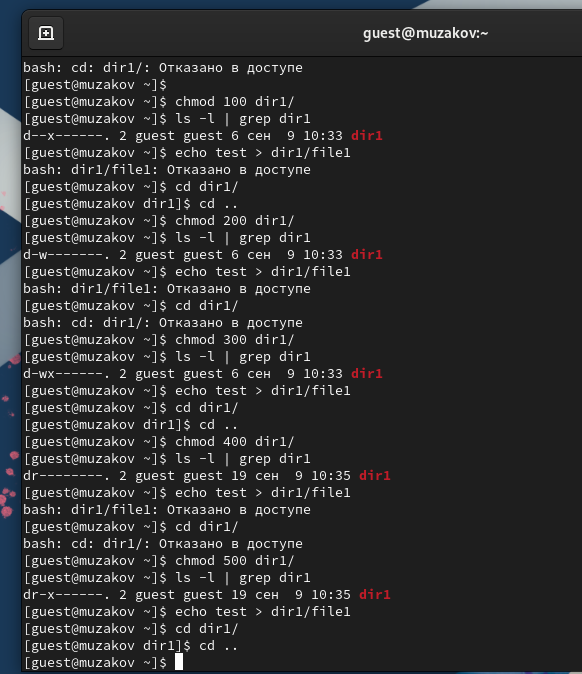 guest@muzakov:~
bash: cd: dir1/: Отказано в доступе
[guest@muzakov ~]$
[guest@muzakov ~]$ chmod 100 dir1/
[guest@muzakov ~]$ ls -l | grep dir1
d--x------. 2 guest guest 6 сен  9 10:33 dir1
[guest@muzakov ~]$ echo test > dir1/file1
bash: dir1/file1: Отказано в доступе
[guest@muzakov ~]$ cd dir1/
[guest@muzakov dir1]$ cd ..
[guest@muzakov ~]$ chmod 200 dir1/
[guest@muzakov ~]$ ls -l | grep dir1
d-w-------. 2 guest guest 6 сен  9 10:33 dir1
[guest@muzakov ~]$ echo test > dir1/file1
bash: dir1/file1: Отказано в доступе
[guest@muzakov ~]$ cd dir1/
bash: cd: dir1/: Отказано в доступе
[guest@muzakov ~]$ chmod 300 dir1/
[guest@muzakov ~]$ ls -l | grep dir1
d-wx------. 2 guest guest 6 сен  9 10:33 dir1
[guest@muzakov ~]$ echo test > dir1/file1
[guest@muzakov ~]$ cd dir1/
[guest@muzakov dir1]$ cd ..
[guest@muzakov ~]$ chmod 400 dir1/
[guest@muzakov ~]$ ls -l | grep dir1
dr--------. 2 guest guest 19 сен  9 10:35 dir1
[guest@muzakov ~]$ echo test > dir1/file1
bash: dir1/file1: Отказано в доступе
[guest@muzakov ~]$ cd dir1/
bash: cd: dir1/: Отказано в доступе
[guest@muzakov ~]$ chmod 500 dir1/
[guest@muzakov ~]$ ls -l | grep dir1
dr-x------. 2 guest guest 19 сен  9 10:35 dir1
[guest@muzakov ~]$ echo test > dir1/file1
[guest@muzakov ~]$ cd dir1/
[guest@muzakov dir1]$ cd ..
[guest@muzakov ~]$